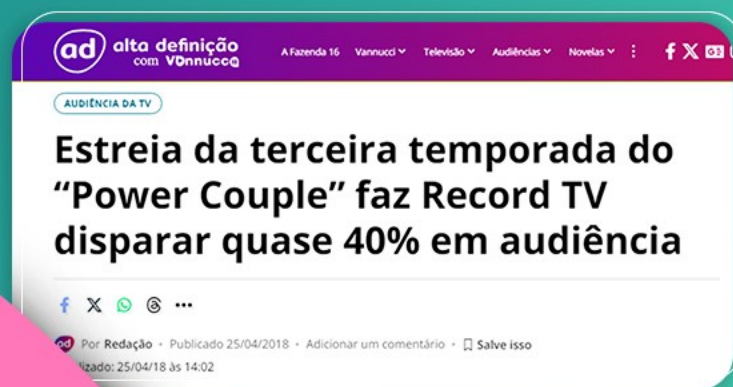 ad alta definição
com Vannucci
A Fazenda 16 Vannucci Televisão Audiências Novelas
AUDIÊNCIA DA TV
Estreia da terceira temporada do
“Power Couple” faz Record TV
disparar quase 40% em audiência
ad Por Redação • Publicado 25/04/2018 • Adicionar um comentário • Salve isso
izado: 25/04/18 às 14:02